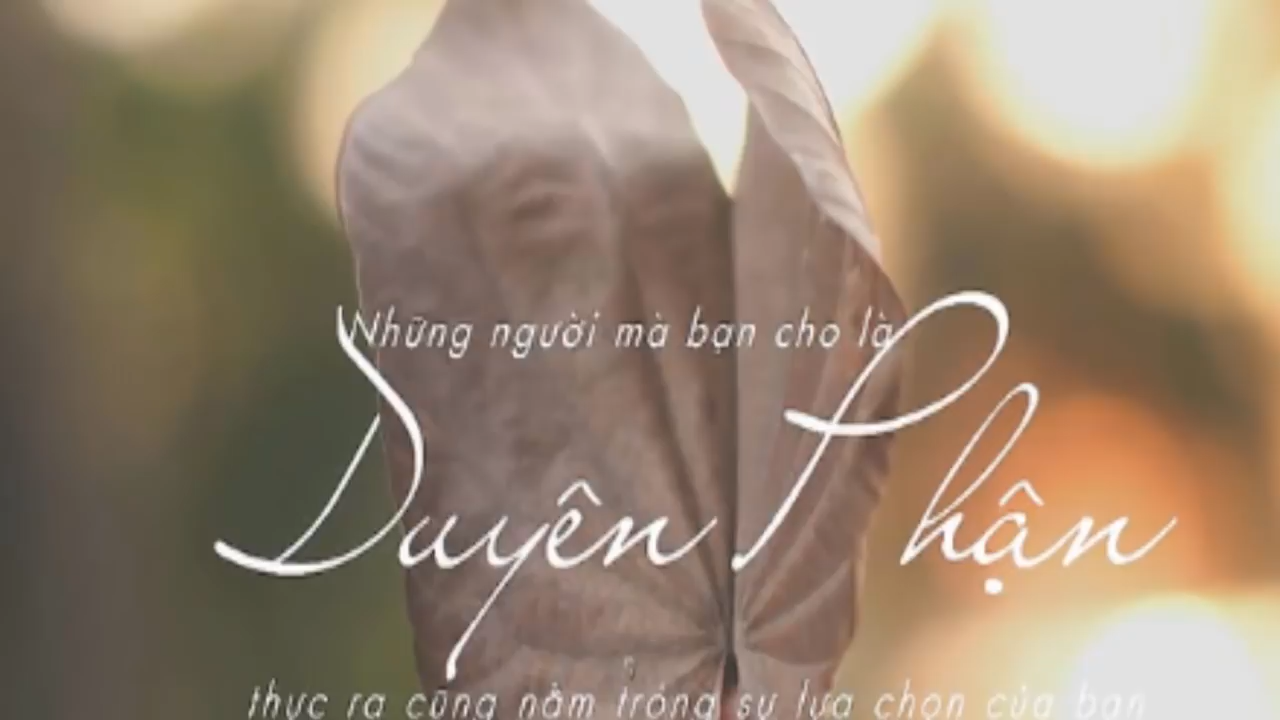 Những người mà bạn cho là
Duyên Phận
thực ra cũng nằm trong sự lựa chọn của bạn